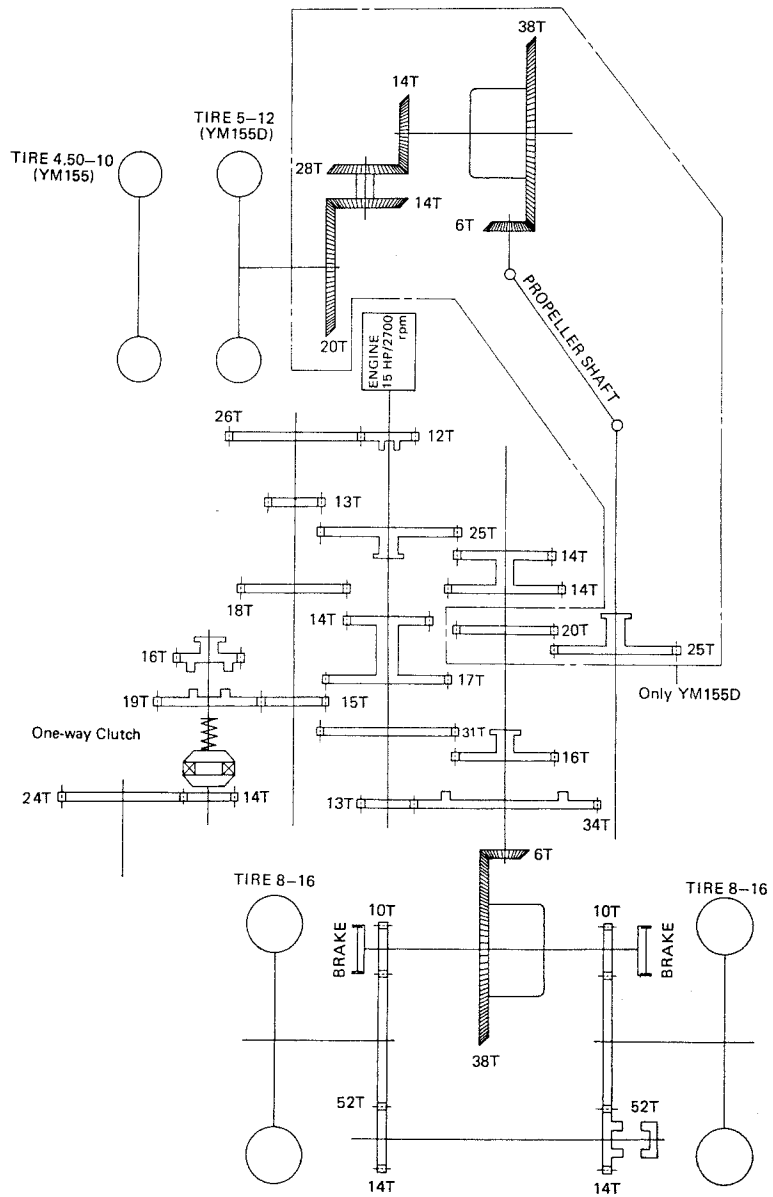 38T
14T
TIRE 5–12
(YM155D)
TIRE 4.50–10
(YM155)
28T
14T
6T
PROPELLER SHAFT
20T
ENGINE
15 HP/2700
rpm
26T
12T
13T
25T
14T
14T
18T
14T
20T
16T
25T
17T
19T
15T
Only YM155D
One-way Clutch
31T
16T
24T
14T
13T
34T
6T
TIRE 8–16
TIRE 8–16
10T
10T
BRAKE
BRAKE
38T
52T
52T
14T
14T